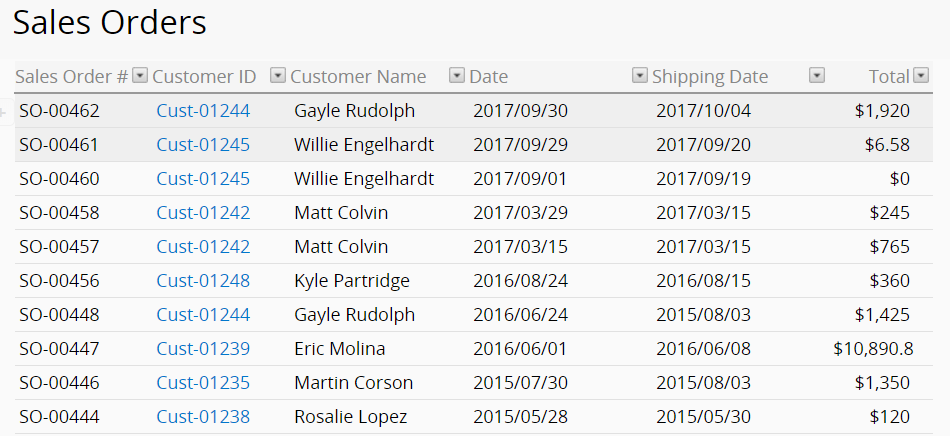 Sales Orders
Sales Order # Customer ID Customer Name Date Shipping Date Total
SO-00462 Cust-01244 Gayle Rudolph 2017/09/30 2017/10/04 $1,920
SO-00461 Cust-01245 Willie Engelhardt 2017/09/29 2017/09/20 $6.58
SO-00460 Cust-01245 Willie Engelhardt 2017/09/01 2017/09/19 $0
SO-00458 Cust-01242 Matt Colvin 2017/03/29 2017/03/15 $245
SO-00457 Cust-01242 Matt Colvin 2017/03/15 2017/03/15 $765
SO-00456 Cust-01248 Kyle Partridge 2016/08/24 2016/08/15 $360
SO-00448 Cust-01244 Gayle Rudolph 2016/06/24 2015/08/03 $1,425
SO-00447 Cust-01239 Eric Molina 2016/06/01 2016/06/08 $10,890.8
SO-00446 Cust-01235 Martin Corson 2015/07/30 2015/08/03 $1,350
SO-00444 Cust-01238 Rosalie Lopez 2015/05/28 2015/05/30 $120